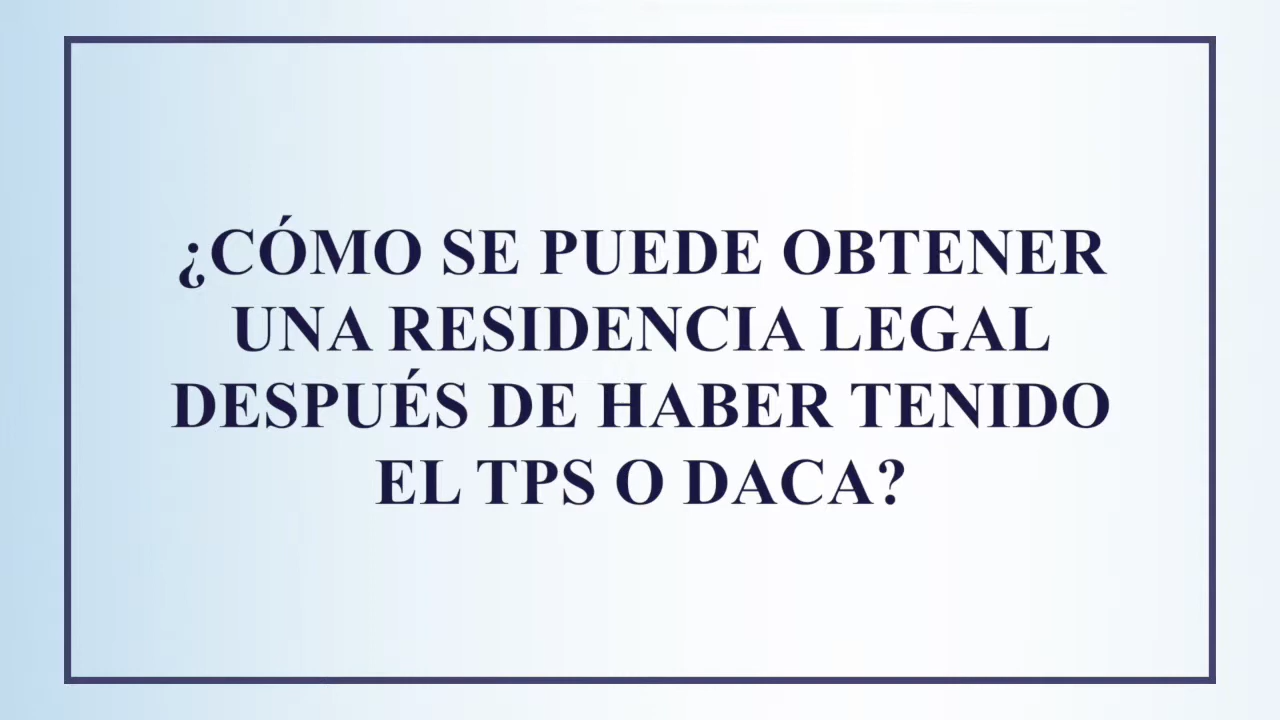 ¿CÓMO SE PUEDE OBTENER
UNA RESIDENCIA LEGAL
DESPUÉS DE HABER TENIDO
EL TPS O DACA?